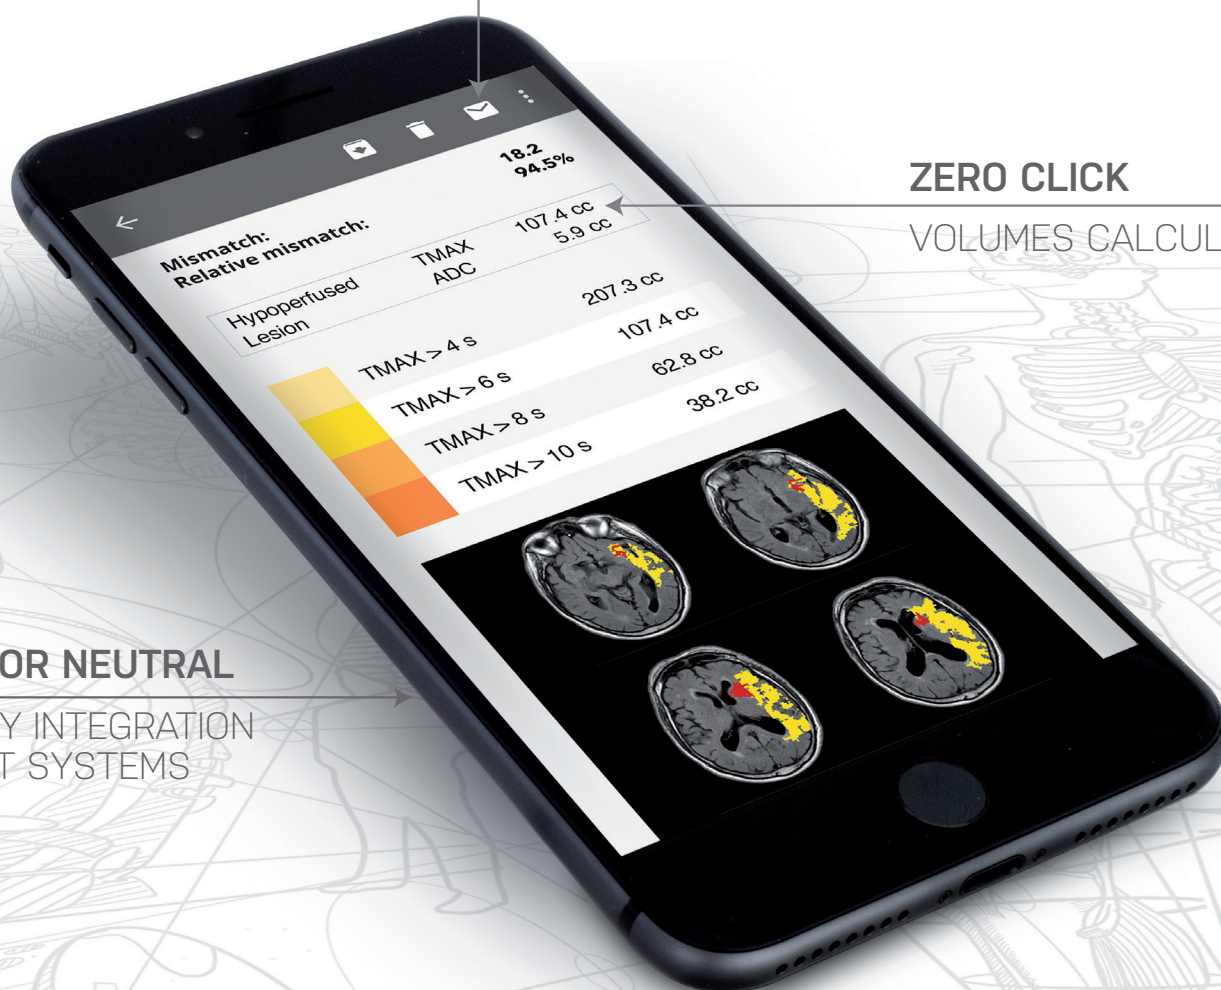 18.2
94.5%
Mismatch:
Relative mismatch:
Hypoperfused TMAX 107.4 cc
Lesion ADC 5.9 cc
TMAX > 4 s 207.3 cc
TMAX > 6 s 107.4 cc
TMAX > 8 s 62.8 cc
TMAX > 10 s 38.2 cc
ZERO CLICK
VOLUMES CALCUL
OR NEUTRAL
Y INTEGRATION
T SYSTEMS